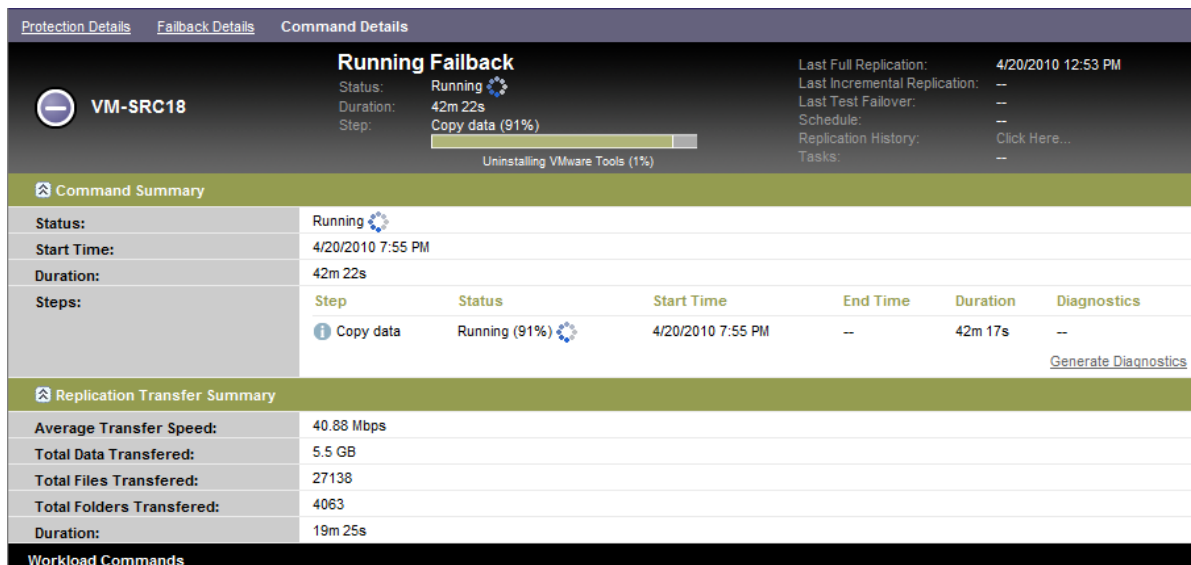 Protection Details Failback Details Command Details
Running Failback
VM-SRC18
Status: Running
Duration: 42m 22s
Step: Copy data (91%)
Uninstalling VMware Tools (1%)
Last Full Replication: 4/20/2010 12:53 PM
Last Incremental Replication: --
Last Test Failover: --
Schedule: --
Replication History: Click Here...
Tasks: --
Command Summary
Status: Running
Start Time: 4/20/2010 7:55 PM
Duration: 42m 22s
Steps: Step Status Start Time End Time Duration Diagnostics
Copy data Running (91%) 4/20/2010 7:55 PM -- 42m 17s --
Generate Diagnostics
Replication Transfer Summary
Average Transfer Speed: 40.88 Mbps
Total Data Transfered: 5.5 GB
Total Files Transfered: 27138
Total Folders Transfered: 4063
Duration: 19m 25s
Workload Commands